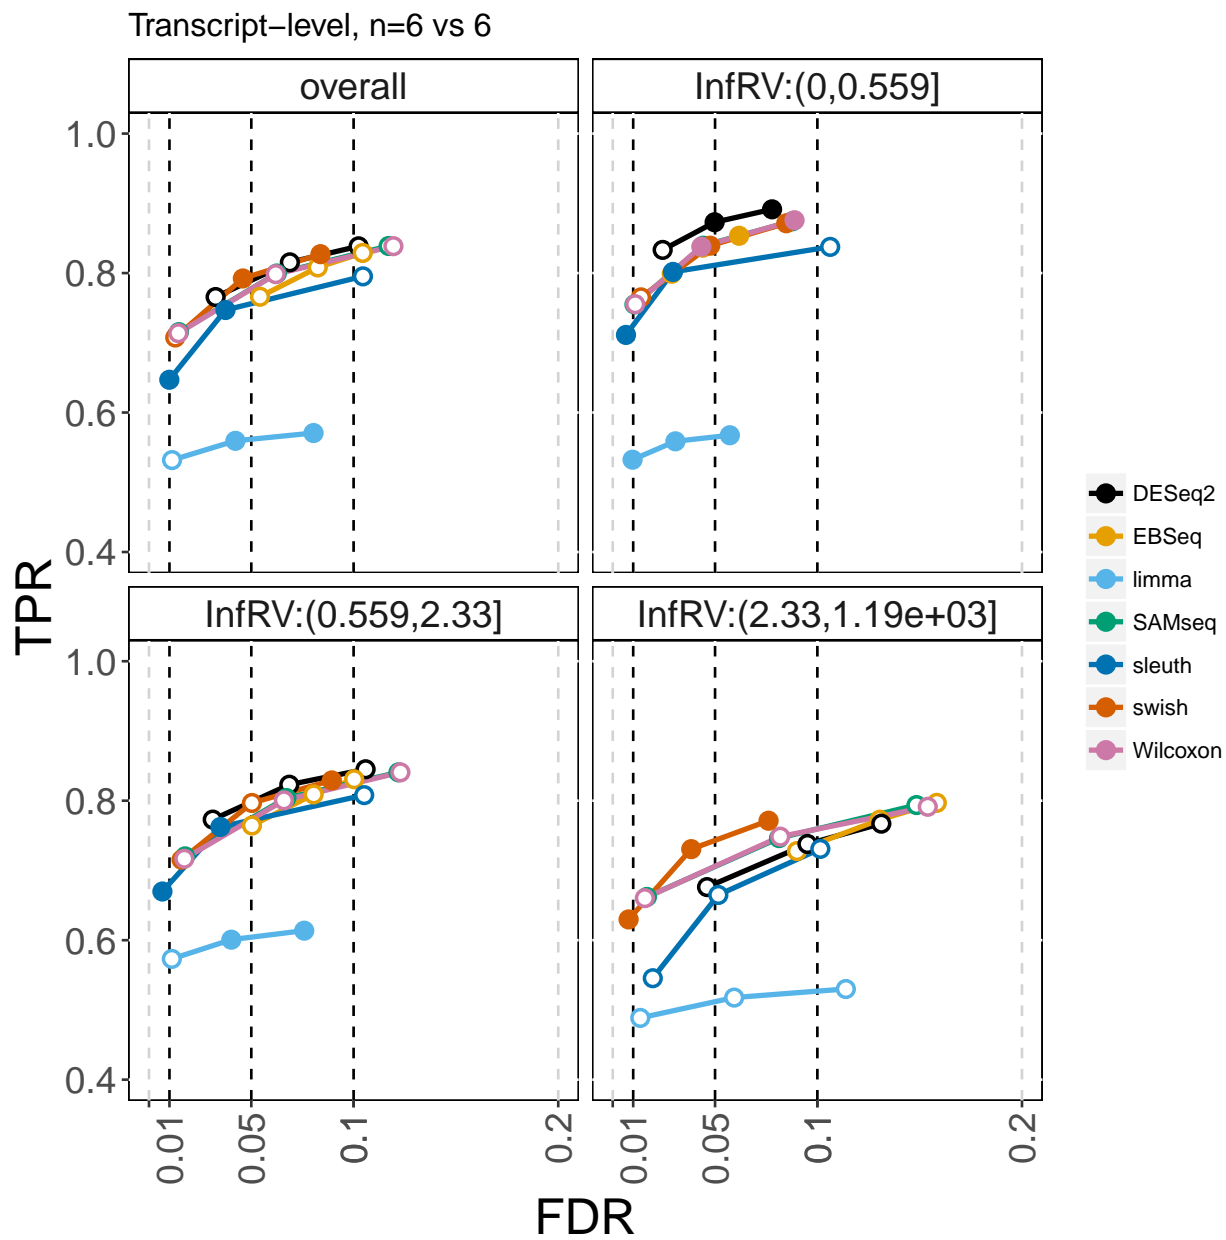 Transcript−level, n=6 vs 6
overall
InfRV:(0,0.559]
1.0
0.8
0.6
0.4
InfRV:(0.559,2.33]
InfRV:(2.33,1.19e+03]
1.0
0.8
0.6
0.4
TPR
0.01
0.05
0.1
0.2
0.01
0.05
0.1
0.2
FDR
DESeq2
EBSeq
limma
SAMseq
sleuth
swish
Wilcoxon